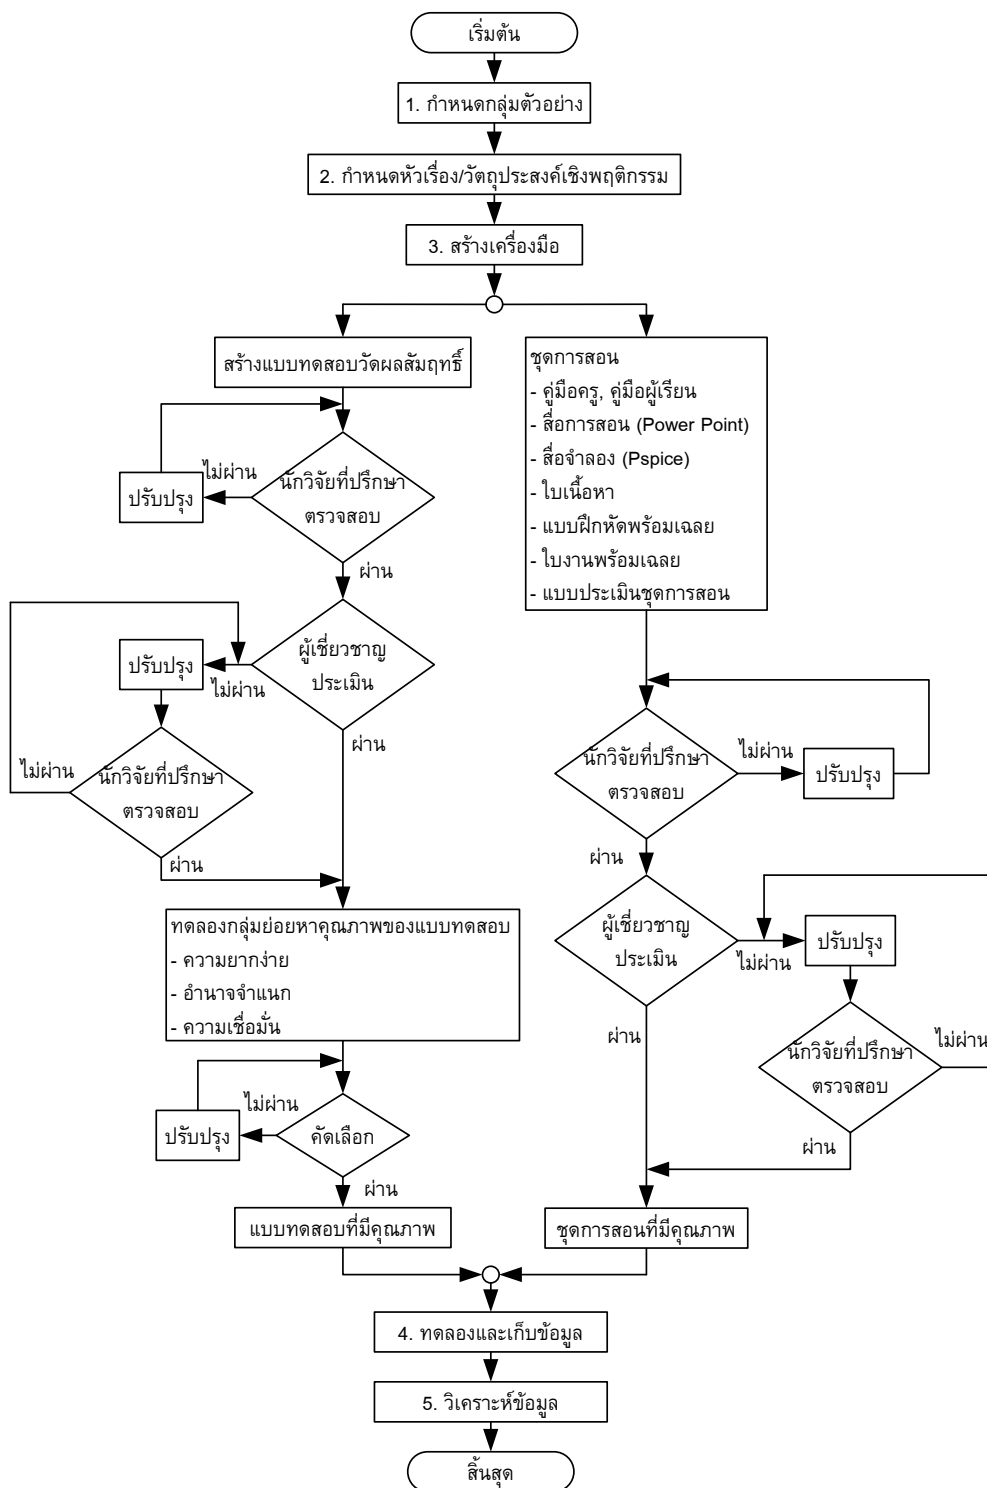 เริ่มต้น
1. กำหนดกลุ่มตัวอย่าง
2. กำหนดหัวเรื่อง/วัตถุประสงค์เชิงพฤติกรรม
3. สร้างเครื่องมือ
สร้างแบบทดสอบวัดผลสัมฤทธิ์
ไม่ผ่าน
ปรับปรุง
นักวิจัยที่ปรึกษา
ตรวจสอบ
ผ่าน
ผู้เชี่ยวชาญ
ประเมิน
ปรับปรุง
ไม่ผ่าน
ผ่าน
ไม่ผ่าน
นักวิจัยที่ปรึกษา
ตรวจสอบ
ผ่าน
ทดลองกลุ่มย่อยหาคุณภาพของแบบทดสอบ
- ความยากง่าย
- อำนาจจำแนก
- ความเชื่อมั่น
ไม่ผ่าน
ปรับปรุง
คัดเลือก
ผ่าน
แบบทดสอบที่มีคุณภาพ
ชุดการสอน
- คู่มือครู, คู่มือผู้เรียน
- สื่อการสอน (Power Point)
- สื่อจำลอง (Pspice)
- ใบเนื้อหา
- แบบฝึกหัดพร้อมเฉลย
- ใบงานพร้อมเฉลย
- แบบประเมินชุดการสอน
นักวิจัยที่ปรึกษา
ตรวจสอบ
ไม่ผ่าน
ปรับปรุง
ผ่าน
ผู้เชี่ยวชาญ
ประเมิน
ไม่ผ่าน
ปรับปรุง
ผ่าน
นักวิจัยที่ปรึกษา
ตรวจสอบ
ไม่ผ่าน
ผ่าน
ชุดการสอนที่มีคุณภาพ
4. ทดลองและเก็บข้อมูล
5. วิเคราะห์ข้อมูล
สิ้นสุด